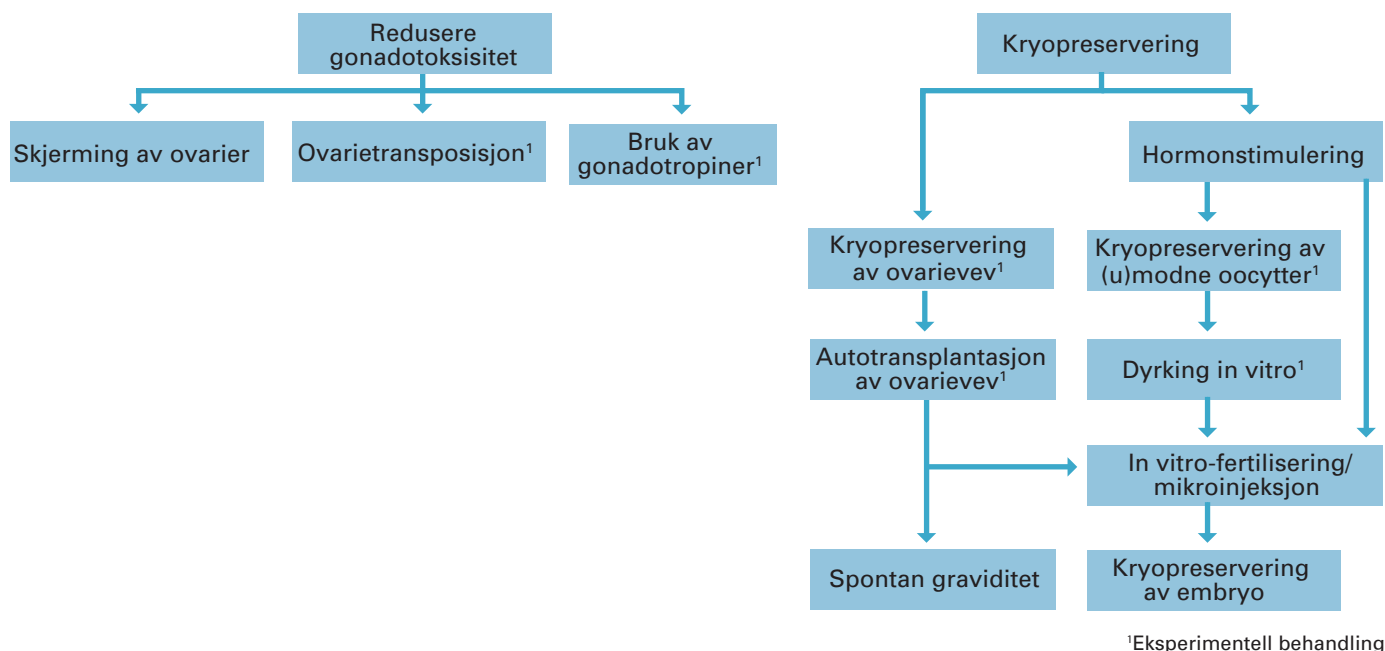 Redusere
gonadotoksisitet
Skjerming av ovarier
Ovarietransposisjon¹
Bruk av
gonadotropiner¹
Kryopreservering
Hormonstimulering
Kryopreservering
av ovarievev¹
Kryopreservering av
(u)modne oocytter¹
Autotransplantasjon
av ovarievev¹
Dyrking in vitro¹
In vitro-fertilisering/
mikroinjeksjon
Spontan graviditet
Kryopreservering
av embryo
¹Eksperimentell behandling